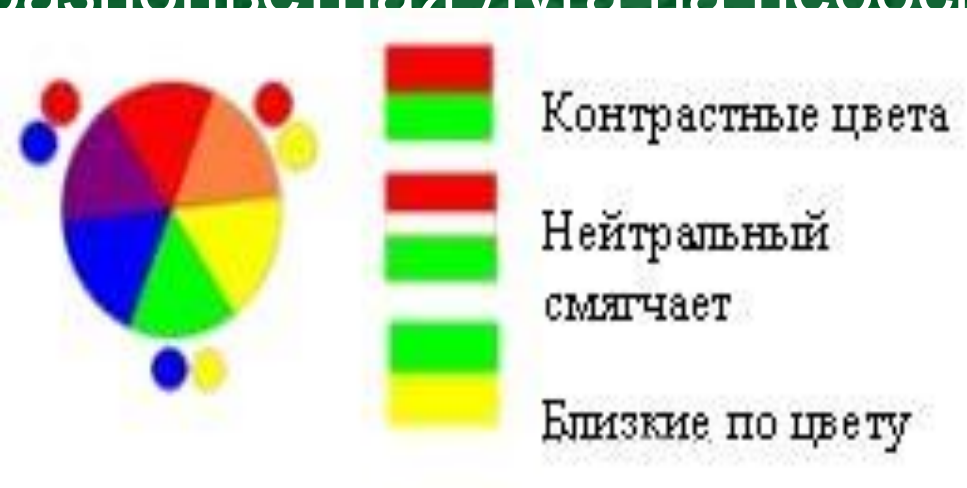 Контрастные цвета
Нейтральный
смягчает
Близкие по цвету